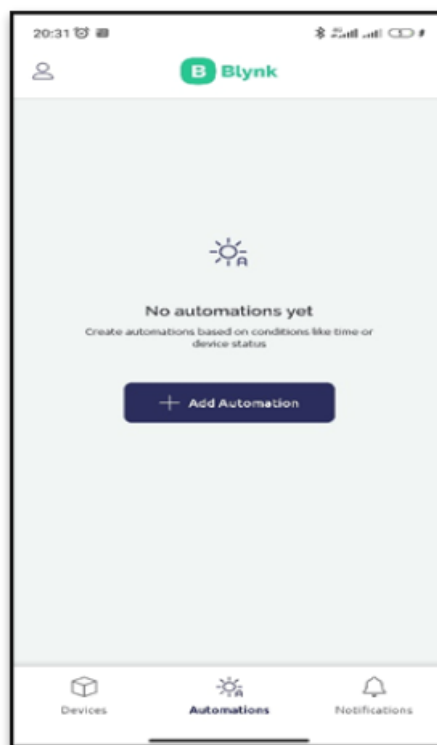 20:31
B Blynk
A
No automations yet
Create automations based on conditions like time or
device status
+ Add Automation
A
Devices Automations Notifications